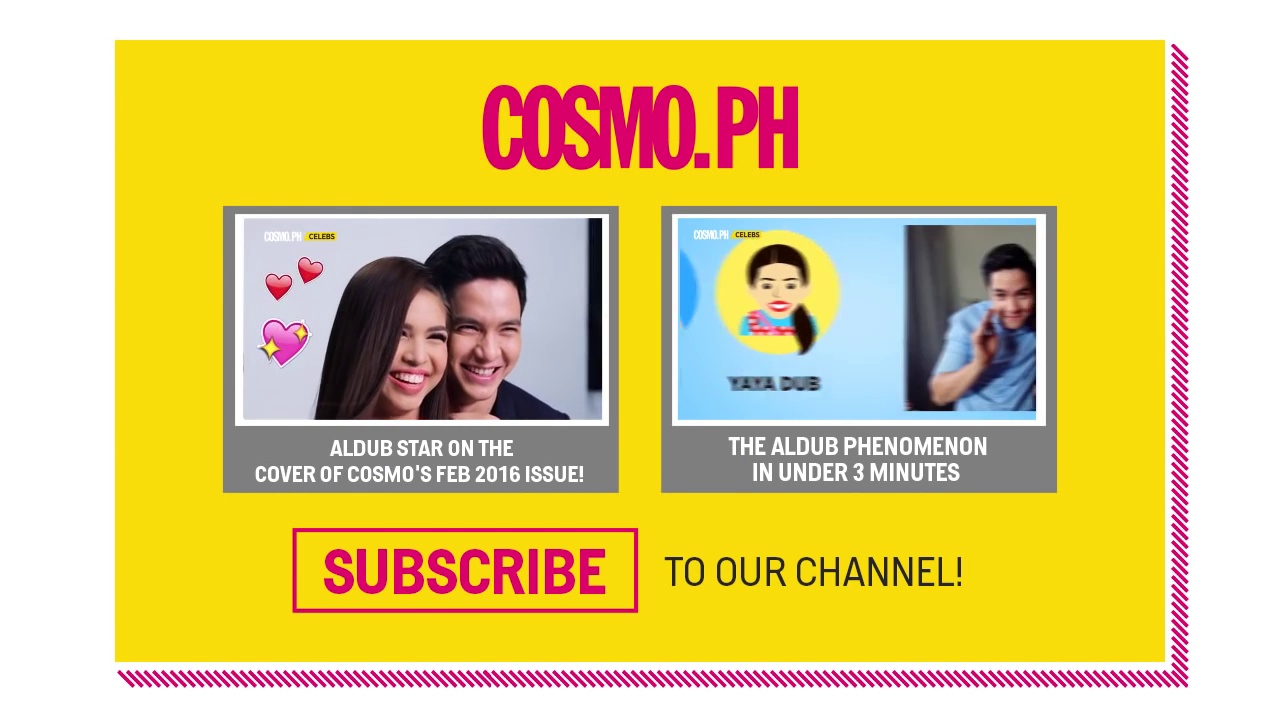 COSMO.PH
COSMO.PH CELEBS
COSMO.PH CELEBS
YAYA DUB
ALDUB STAR ON THE
COVER OF COSMO'S FEB 2016 ISSUE!
THE ALDUB PHENOMENON
IN UNDER 3 MINUTES
SUBSCRIBE TO OUR CHANNEL!